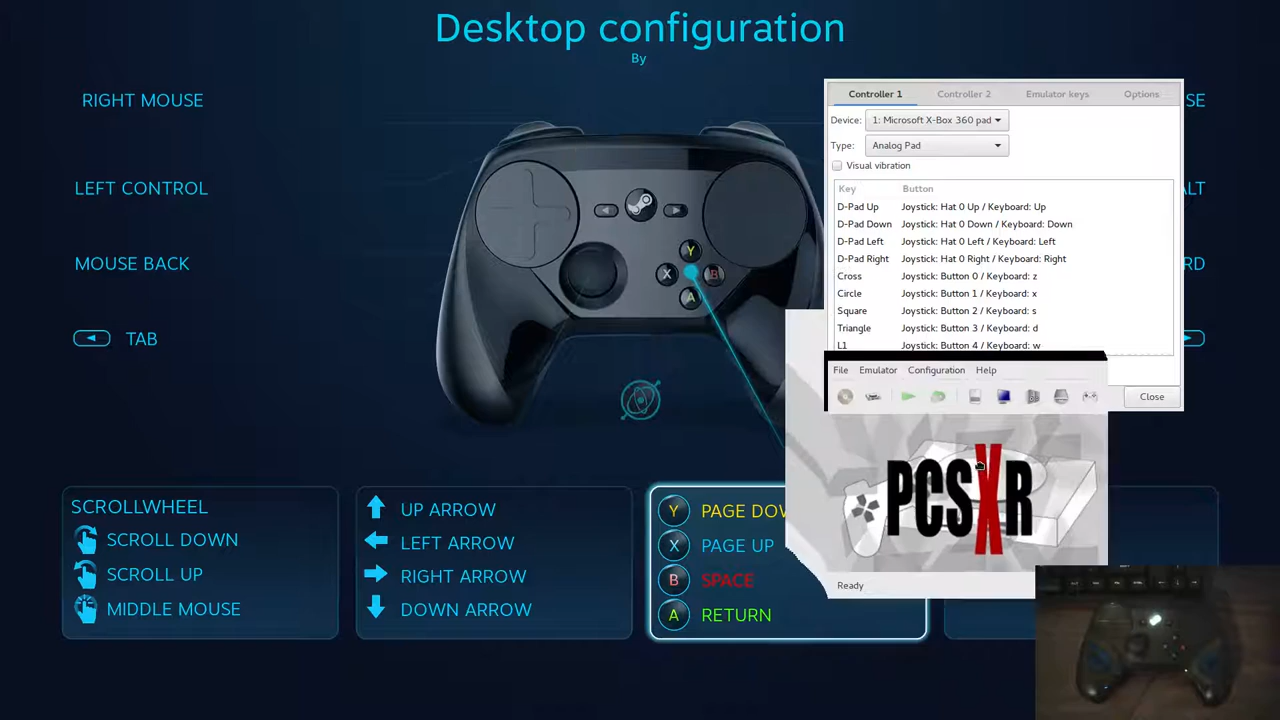 Desktop configuration
By
RIGHT MOUSE
LEFT CONTROL
MOUSE BACK
TAB
SE
ALT
RD
Y
X
B
A
SCROLLWHEEL
SCROLL DOWN
SCROLL UP
MIDDLE MOUSE
UP ARROW
LEFT ARROW
RIGHT ARROW
DOWN ARROW
Y PAGE DOW
X PAGE UP
B SPACE
A RETURN
Controller 1 Controller 2 Emulator keys Options
Device: 1: Microsoft X-Box 360 pad
Type: Analog Pad
Visual vibration
Key Button
D-Pad Up Joystick: Hat 0 Up / Keyboard: Up
D-Pad Down Joystick: Hat 0 Down / Keyboard: Down
D-Pad Left Joystick: Hat 0 Left / Keyboard: Left
D-Pad Right Joystick: Hat 0 Right / Keyboard: Right
Cross Joystick: Button 0 / Keyboard: z
Circle Joystick: Button 1 / Keyboard: x
Square Joystick: Button 2 / Keyboard: s
Triangle Joystick: Button 3 / Keyboard: d
L1 Joystick: Button 4 / Keyboard: w
Close
File Emulator Configuration Help
PCSXR
Ready